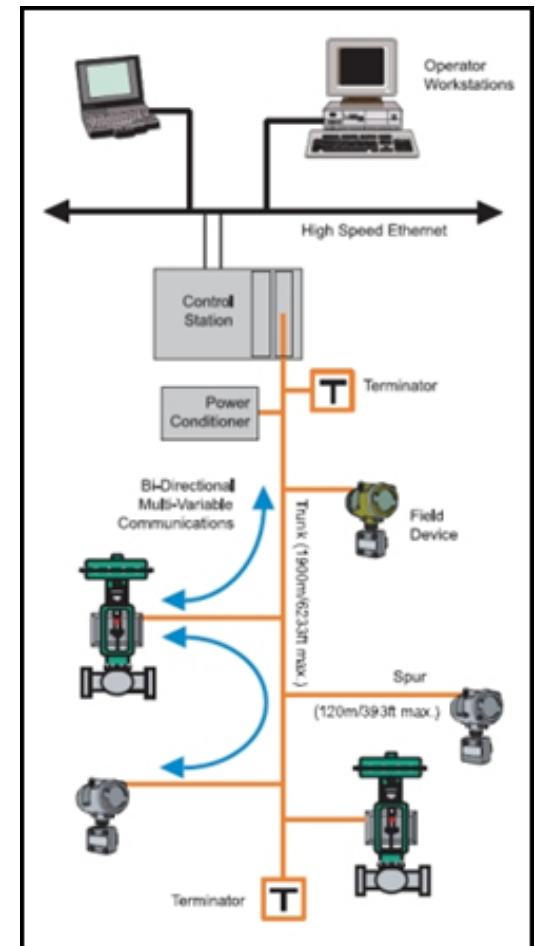 Operator
Workstations
High Speed Ethernet
Control
Station
T
Terminator
Power
Conditioner
Bi-Directional
Multi-Variable
Communications
Trunk (1900m/6233ft max.)
Field
Device
Spur
(120m/393ft max.)
Terminator
T